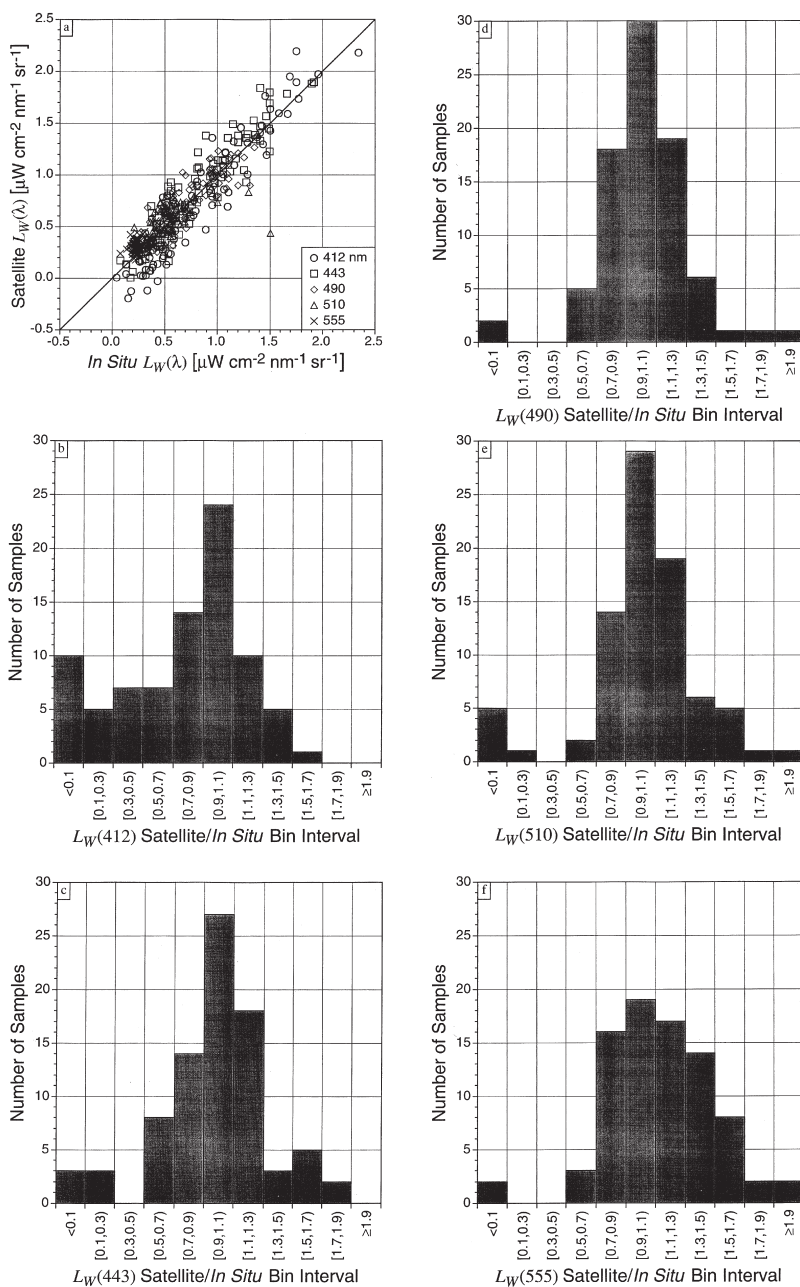 a
2.5
2.0
1.5
1.0
0.5
0.0
-0.5
Satellite L_W(λ) [µW cm-2 nm-1 sr-1]
412 nm
443
490
510
555
-0.5 0.0 0.5 1.0 1.5 2.0 2.5
In Situ L_W(λ) [µW cm-2 nm-1 sr-1]
b
30
25
20
15
10
5
0
Number of Samples
<0.1 [0.1,0.3) [0.3,0.5) [0.5,0.7) [0.7,0.9) [0.9,1.1) [1.1,1.3) [1.3,1.5) [1.5,1.7) [1.7,1.9) ≥1.9
L_W(412) Satellite/In Situ Bin Interval
c
30
25
20
15
10
5
0
Number of Samples
<0.1 [0.1,0.3) [0.3,0.5) [0.5,0.7) [0.7,0.9) [0.9,1.1) [1.1,1.3) [1.3,1.5) [1.5,1.7) [1.7,1.9) ≥1.9
L_W(443) Satellite/In Situ Bin Interval
d
30
25
20
15
10
5
0
Number of Samples
<0.1 [0.1,0.3) [0.3,0.5) [0.5,0.7) [0.7,0.9) [0.9,1.1) [1.1,1.3) [1.3,1.5) [1.5,1.7) [1.7,1.9) ≥1.9
L_W(490) Satellite/In Situ Bin Interval
e
30
25
20
15
10
5
0
Number of Samples
<0.1 [0.1,0.3) [0.3,0.5) [0.5,0.7) [0.7,0.9) [0.9,1.1) [1.1,1.3) [1.3,1.5) [1.5,1.7) [1.7,1.9) ≥1.9
L_W(510) Satellite/In Situ Bin Interval
f
30
25
20
15
10
5
0
Number of Samples
<0.1 [0.1,0.3) [0.3,0.5) [0.5,0.7) [0.7,0.9) [0.9,1.1) [1.1,1.3) [1.3,1.5) [1.5,1.7) [1.7,1.9) ≥1.9
L_W(555) Satellite/In Situ Bin Interval